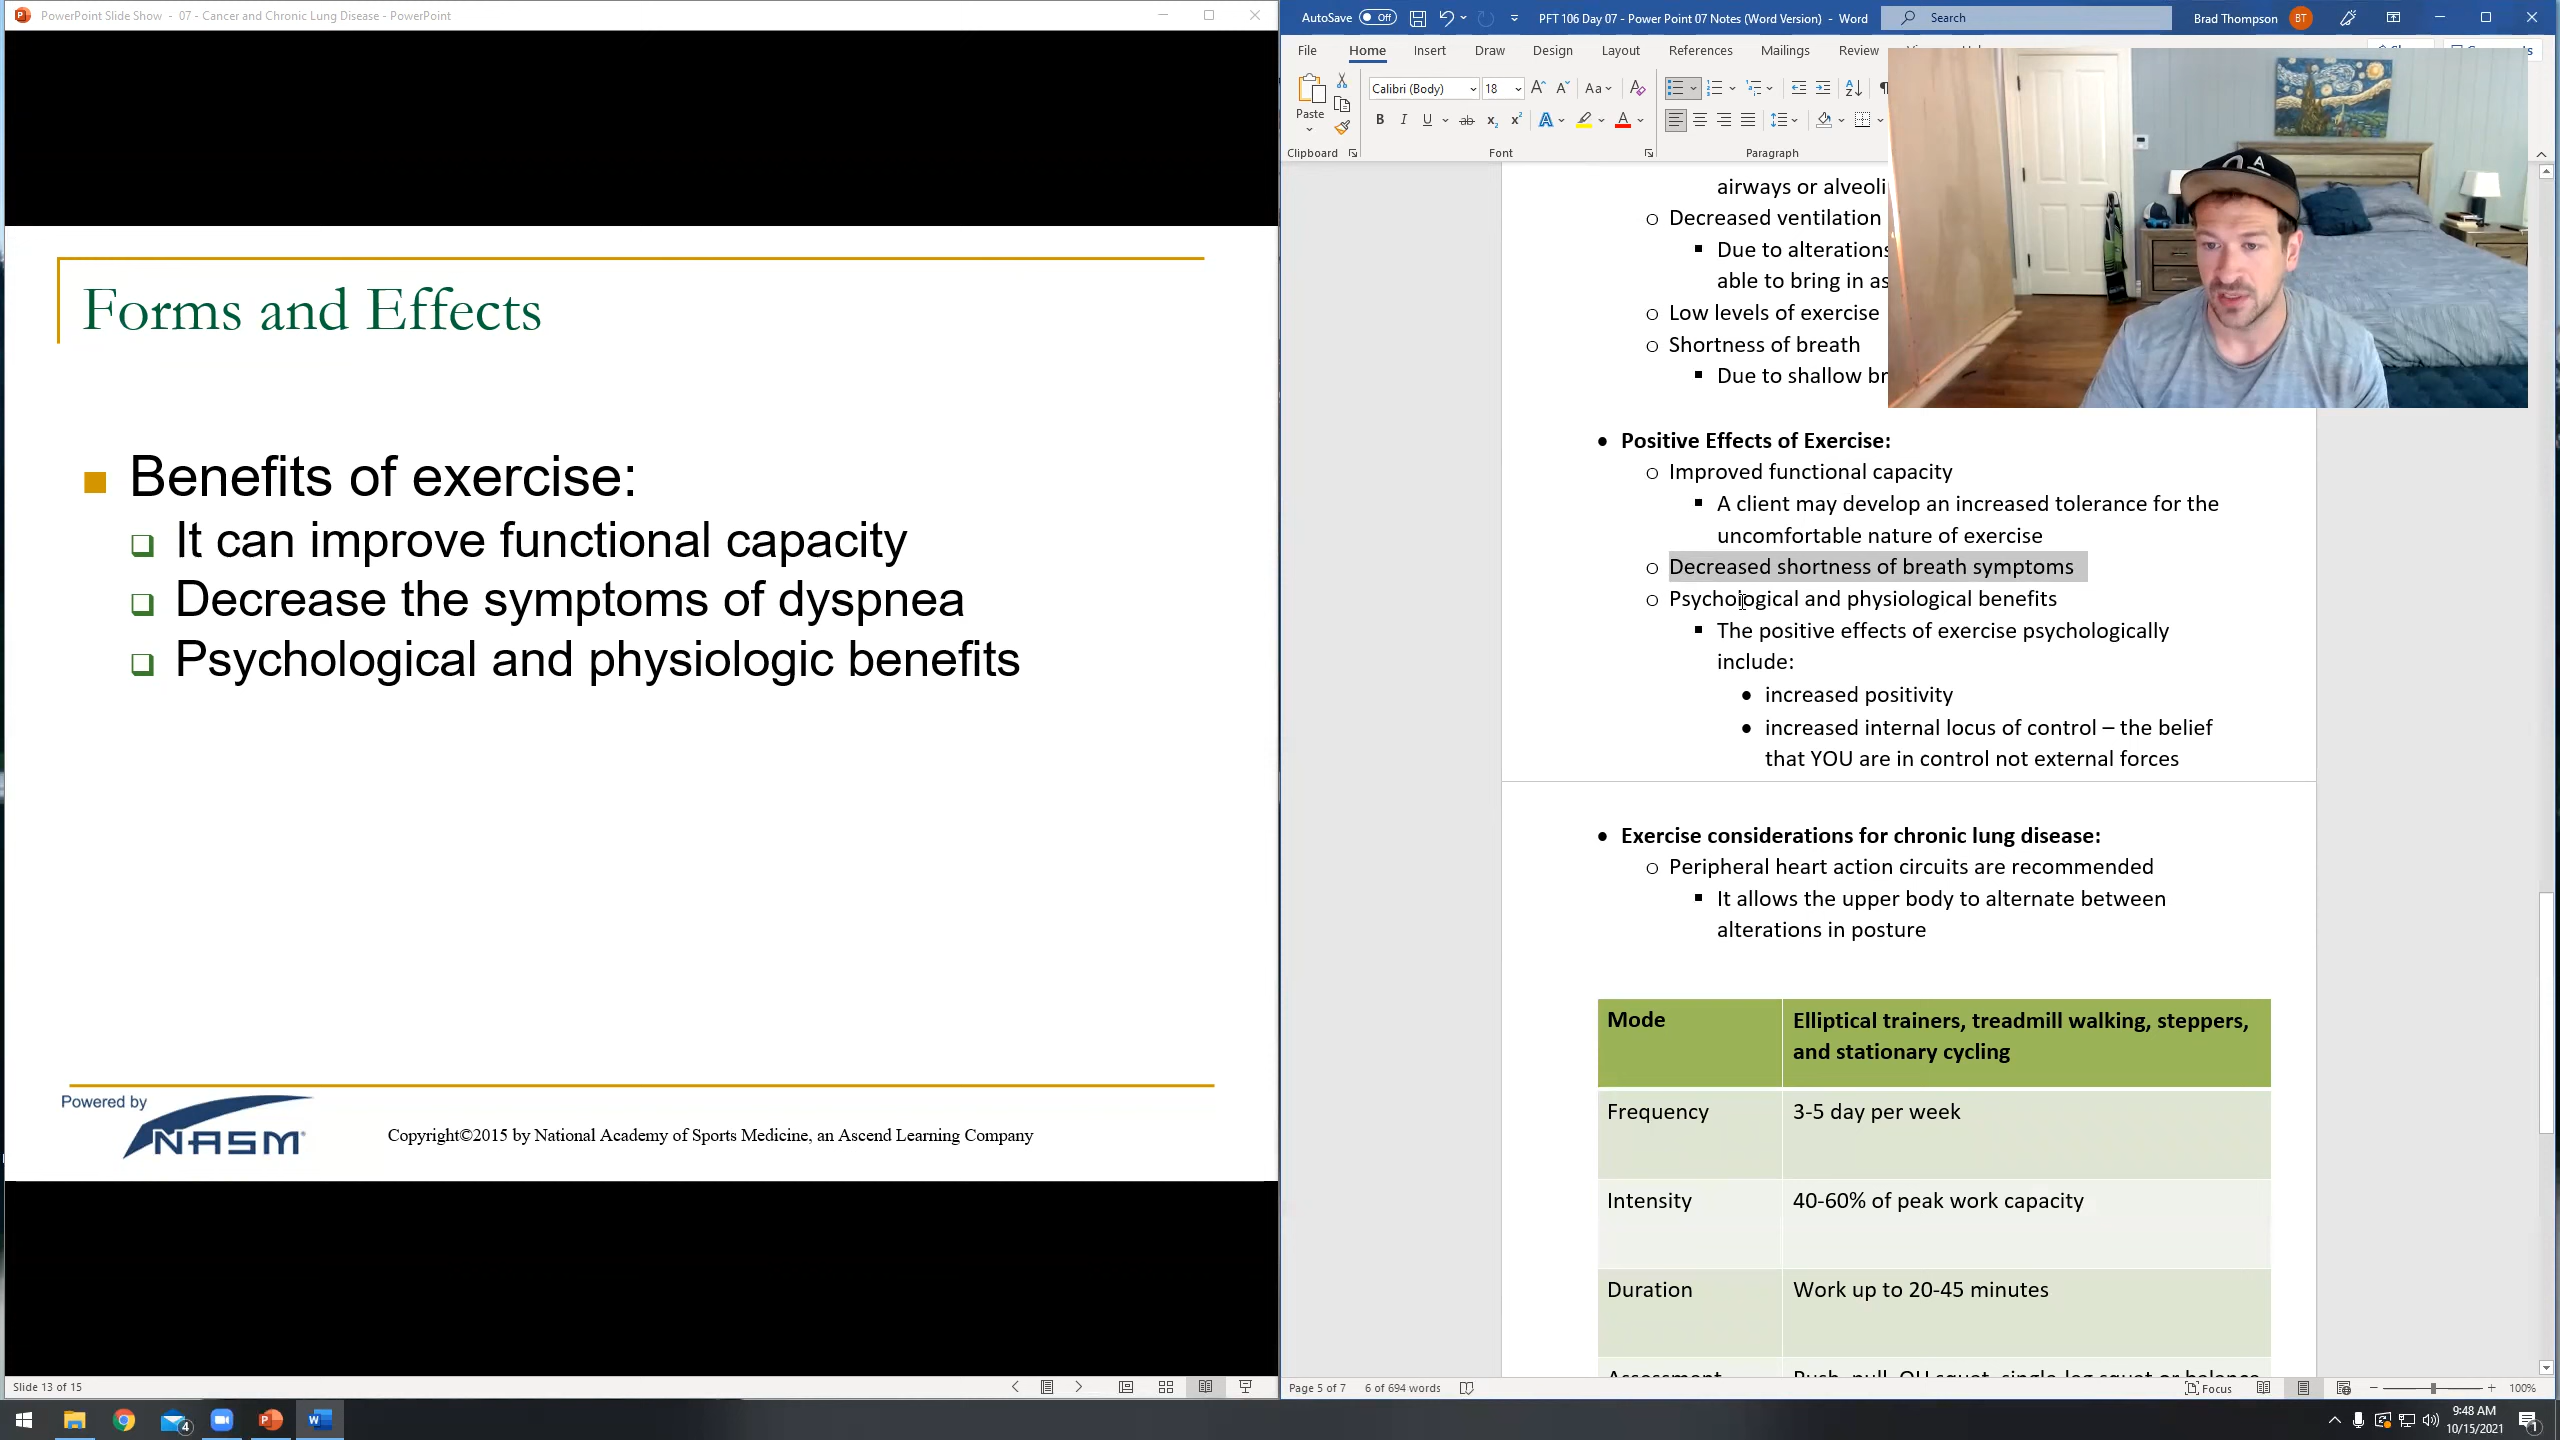 PowerPoint Slide Show - 07 - Cancer and Chronic Lung Disease - PowerPoint
Forms and Effects
Benefits of exercise:
It can improve functional capacity
Decrease the symptoms of dyspnea
Psychological and physiologic benefits
Powered by
NASM
Copyright©2015 by National Academy of Sports Medicine, an Ascend Learning Company
Slide 13 of 15
AutoSave Off
PFT 106 Day 07 - Power Point 07 Notes (Word Version) - Word
Search
Brad Thompson BT
File Home Insert Draw Design Layout References Mailings Review
Paste
Calibri (Body) 18
Clipboard Font Paragraph
airways or alveoli
o Decreased ventilation
▪ Due to alterations
able to bring in as
o Low levels of exercise
o Shortness of breath
▪ Due to shallow br
• Positive Effects of Exercise:
o Improved functional capacity
▪ A client may develop an increased tolerance for the
uncomfortable nature of exercise
o Decreased shortness of breath symptoms
o Psychological and physiological benefits
▪ The positive effects of exercise psychologically
include:
• increased positivity
• increased internal locus of control – the belief
that YOU are in control not external forces
• Exercise considerations for chronic lung disease:
o Peripheral heart action circuits are recommended
▪ It allows the upper body to alternate between
alterations in posture
Mode Elliptical trainers, treadmill walking, steppers,
and stationary cycling
Frequency 3-5 day per week
Intensity 40-60% of peak work capacity
Duration Work up to 20-45 minutes
Page 5 of 7 6 of 694 words
Focus
100%
4
9:48 AM
10/15/2021
1